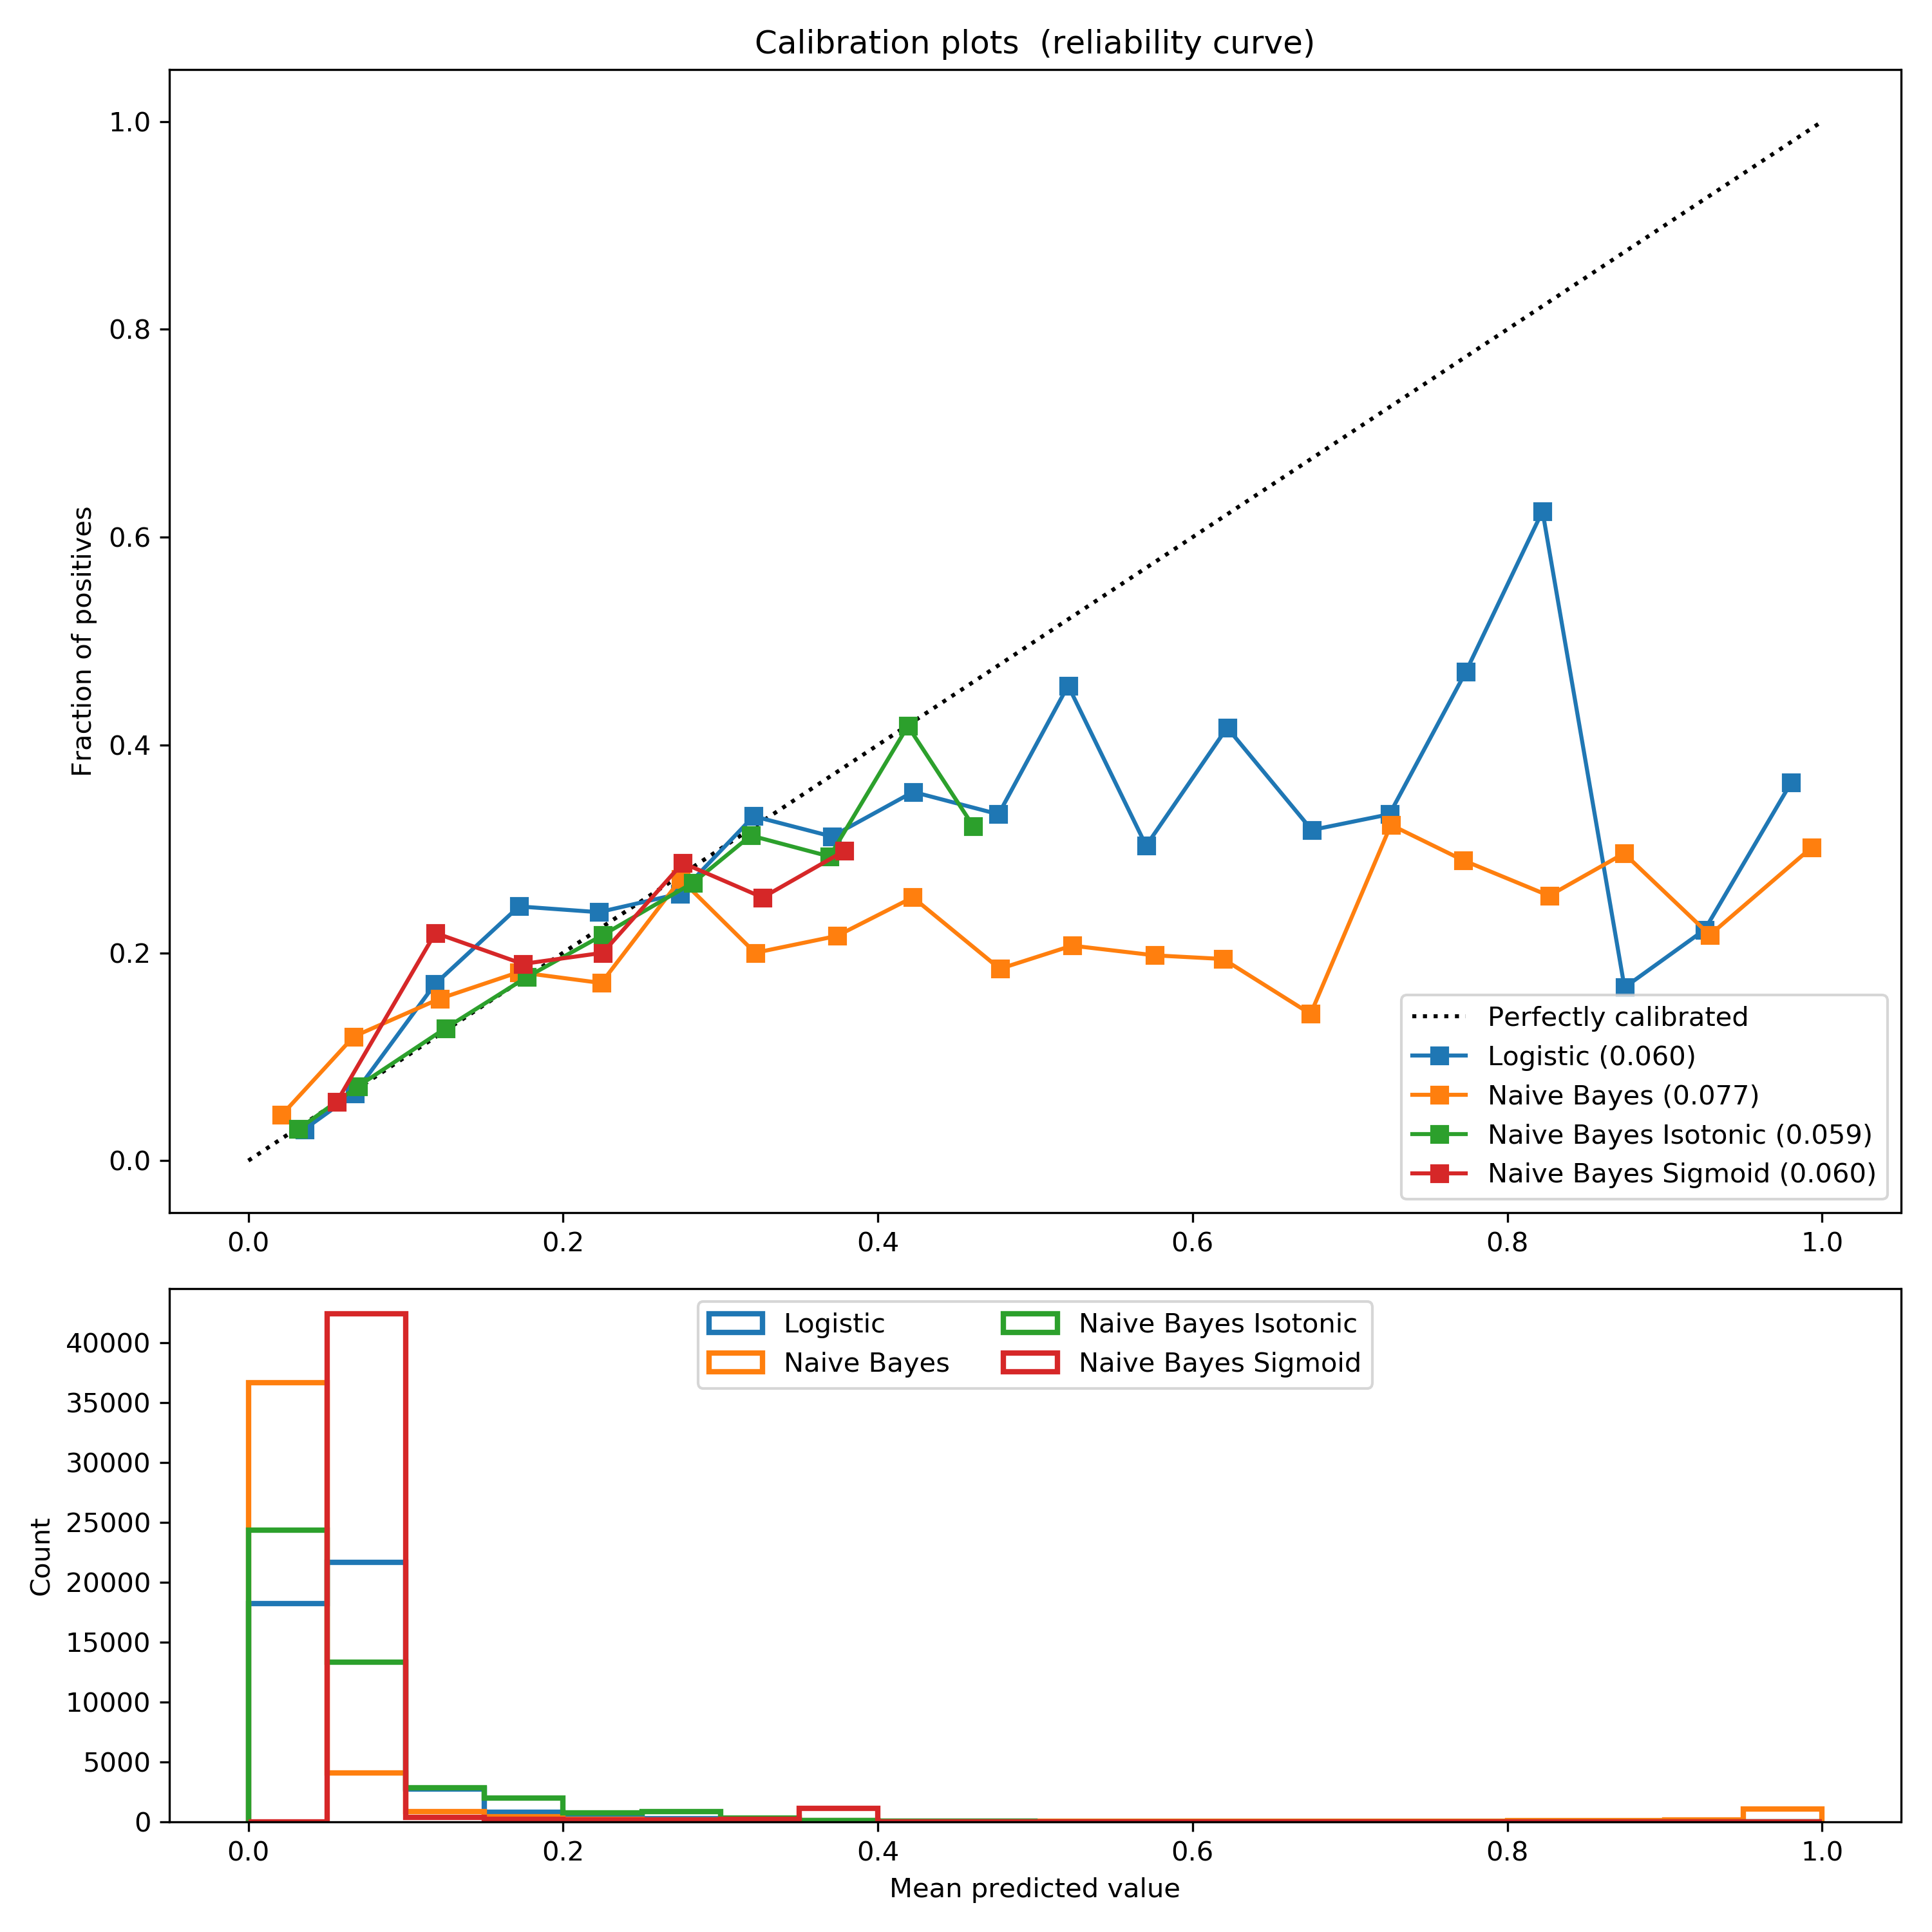 Calibration plots  (reliability curve)
Fraction of positives
1.0
0.8
0.6
0.4
0.2
0.0
0.0 0.2 0.4 0.6 0.8 1.0
Perfectly calibrated
Logistic (0.060)
Naive Bayes (0.077)
Naive Bayes Isotonic (0.059)
Naive Bayes Sigmoid (0.060)
Logistic
Naive Bayes
Naive Bayes Isotonic
Naive Bayes Sigmoid
Count
40000
35000
30000
25000
20000
15000
10000
5000
0
0.0 0.2 0.4 0.6 0.8 1.0
Mean predicted value